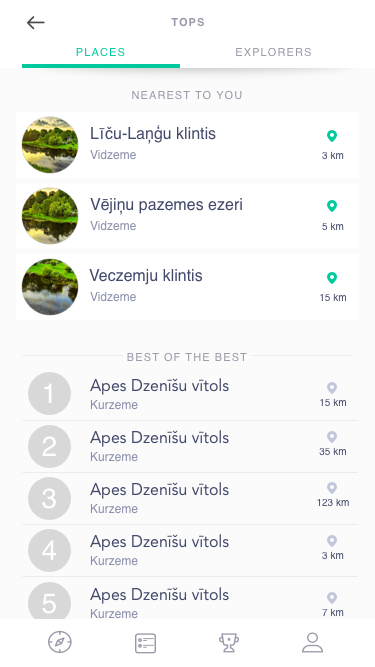 TOPS
PLACES
EXPLORERS
NEAREST TO YOU
Līču-Laņģu klintis
Vidzeme
3 km
Vējiņu pazemes ezeri
Vidzeme
5 km
Veczemju klintis
Vidzeme
15 km
BEST OF THE BEST
1
Apes Dzenīšu vītols
Kurzeme
15 km
2
Apes Dzenīšu vītols
Kurzeme
35 km
3
Apes Dzenīšu vītols
Kurzeme
123 km
4
Apes Dzenīšu vītols
Kurzeme
3 km
5
Apes Dzenīšu vītols
Kurzeme
7 km